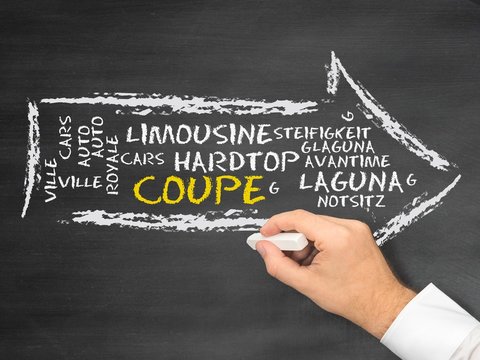 VILLE
CARS
VILLE
AUTO
AUTO
ROYALE
LIMOUSINE
CARS
HARDTOP
COUPE
G
STEIFIGKEIT
G
GLAGUNA
AVANTIME
LAGUNA
G
NOTSITZ